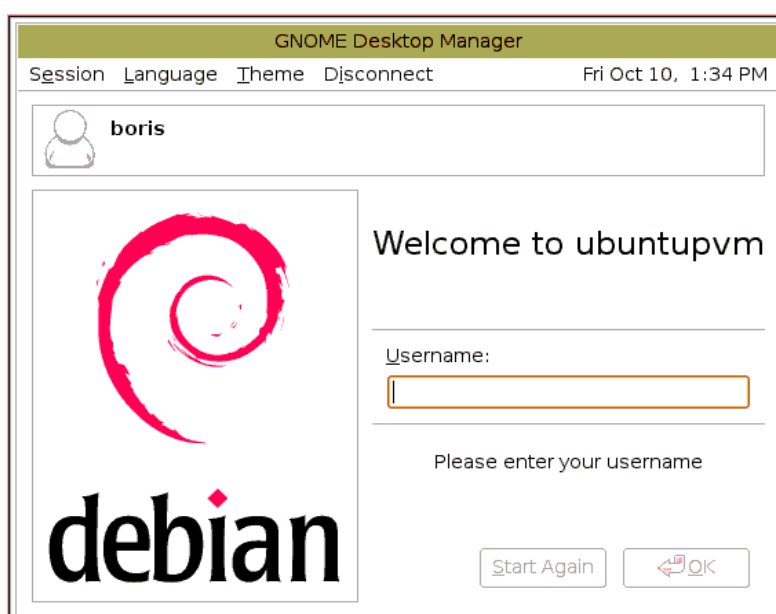 GNOME Desktop Manager
Session Language Theme Disconnect Fri Oct 10, 1:34 PM
boris
Welcome to ubuntupvm
Username:
Please enter your username
debian
Start Again OK